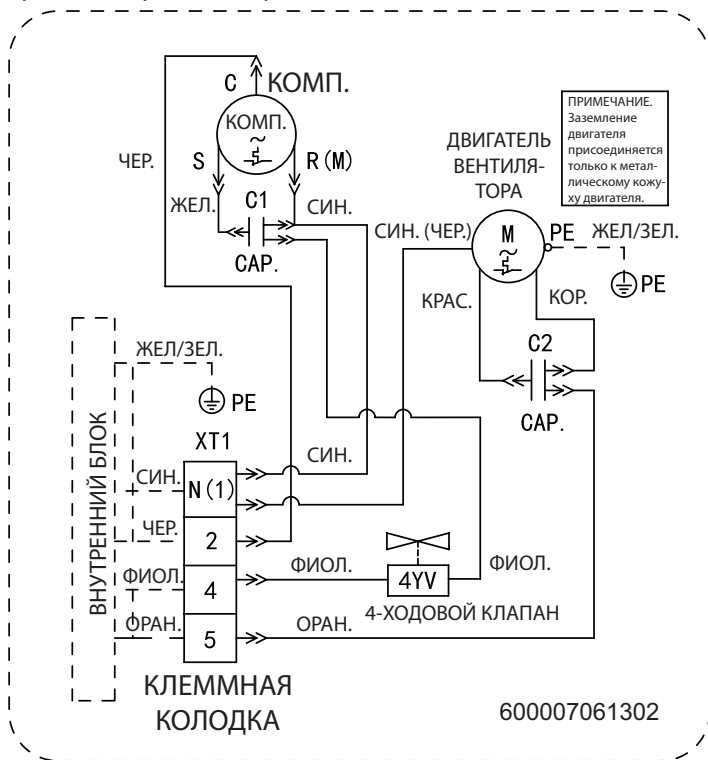 C КОМП.
КОМП.
S R(M)
ЧЕР.
ЖЕЛ. C1 СИН.
CAP.
ДВИГАТЕЛЬ
ВЕНТИЛЯ-
ТОРА
ПРИМЕЧАНИЕ.
Заземление
двигателя
присоединяется
только к метал-
лическому кожу-
ху двигателя.
СИН. (ЧЕР.) M PE ЖЕЛ/ЗЕЛ.
PE
КРАС. КОР.
C2
CAP.
ВНУТРЕННИЙ БЛОК
ЖЕЛ/ЗЕЛ.
PE
XT1
СИН. N(1) СИН.
ЧЕР. 2
ФИОЛ. 4 ФИОЛ. 4YV ФИОЛ.
4-ХОДОВОЙ КЛАПАН
ОРАН. 5 ОРАН.
КЛЕММНАЯ
КОЛОДКА
600007061302